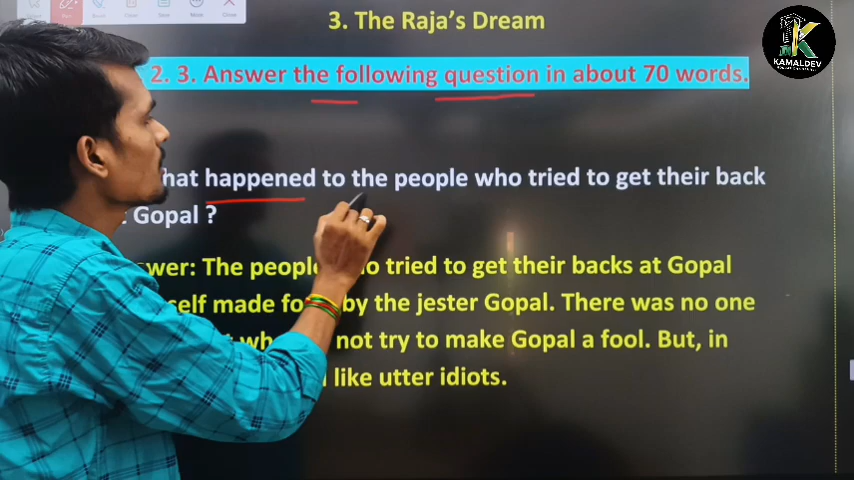 3. The Raja's Dream
2. 3. Answer the following question in about 70 words.
hat happened to the people who tried to get their back
Gopal ?
wer: The people o tried to get their backs at Gopal
self made fo by the jester Gopal. There was no one
wh not try to make Gopal a fool. But, in
like utter idiots.
KAMALDEV